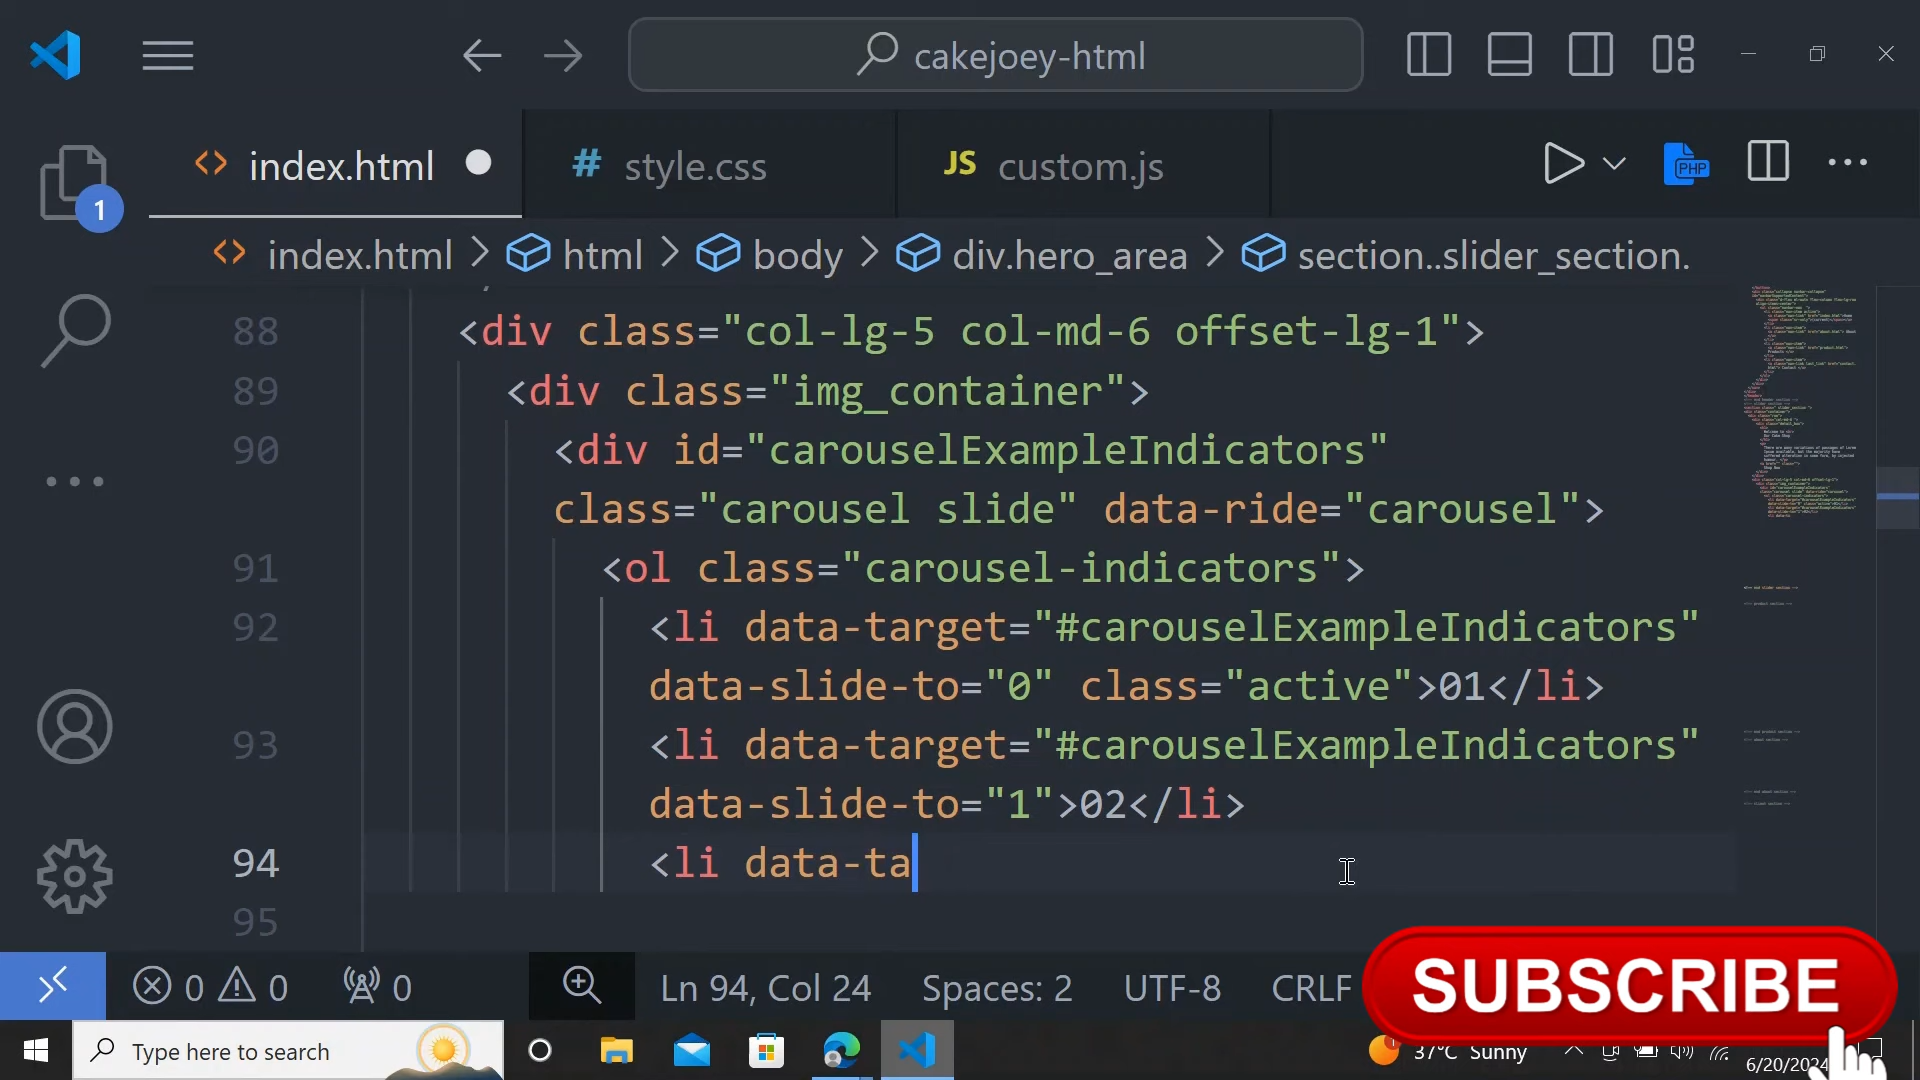 cakejoey-html
index.html
# style.css
JS custom.js
PHP
1
index.html > html > body > div.hero_area > section..slider_section.
88 <div class="col-lg-5 col-md-6 offset-lg-1">
89 <div class="img_container">
90 <div id="carouselExampleIndicators"
class="carousel slide" data-ride="carousel">
91 <ol class="carousel-indicators">
92 <li data-target="#carouselExampleIndicators"
data-slide-to="0" class="active">01</li>
93 <li data-target="#carouselExampleIndicators"
data-slide-to="1">02</li>
94 <li data-ta
95
0 0 0 Ln 94, Col 24 Spaces: 2 UTF-8 CRLF
SUBSCRIBE
Type here to search
37°C Sunny
6/20/2024